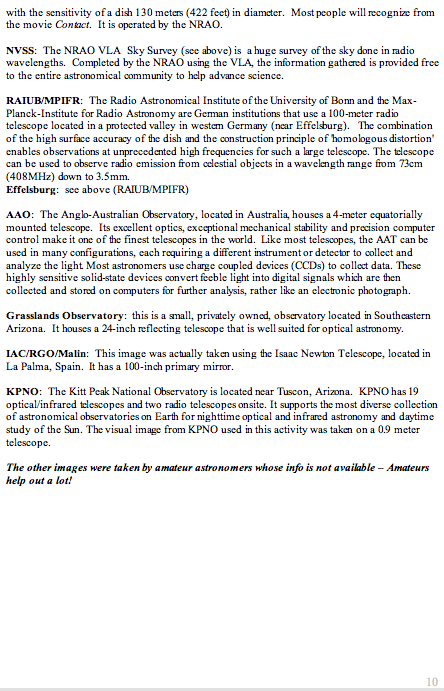 with the sensitivity of a dish 130 meters (422 feet) in diameter.  Most people will recognize from
the movie Contact.  It is operated by the NRAO.
NVSS:  The NRAO VLA  Sky Survey (see above) is  a huge survey of the sky done in radio
wavelengths.  Completed by the NRAO using the VLA, the information gathered is provided free
to the entire astronomical community to help advance science.
RAIUB/MPIFR:  The Radio Astronomical Institute of the University of Bonn and the Max-
Planck-Institute for Radio Astronomy are German institutions that use a 100-meter radio
telescope located in a protected valley in western Germany (near Effelsburg).   The combination
of the high surface accuracy of the dish and the construction principle of 'homologous distortion'
enables observations at unprecedented high frequencies for such a large telescope.  The telescope
can be used to observe radio emission from celestial objects in a wavelength range from 73cm
(408MHz) down to 3.5mm.
Effelsburg:  see above (RAIUB/MPIFR)
AAO:  The Anglo-Australian Observatory, located in Australia, houses a 4-meter equatorially
mounted telescope.  Its excellent optics, exceptional mechanical stability and precision computer
control make it one of the finest telescopes in the world.  Like most telescopes, the AAT can be
used in many configurations, each requiring a different instrument or detector to collect and
analyze the light. Most astronomers use charge coupled devices (CCDs) to collect data. These
highly sensitive solid-state devices convert feeble light into digital signals which are then
collected and stored on computers for further analysis, rather like an electronic photograph.
Grasslands Observatory:  this is a small, privately owned, observatory located in Southeastern
Arizona.  It houses a 24-inch reflecting telescope that is well suited for optical astronomy.
IAC/RGO/Malin:  This image was actually taken using the Isaac Newton Telescope, located in
La Palma, Spain.  It has a 100-inch primary mirror.
KPNO:  The Kitt Peak National Observatory is located near Tuscon, Arizona.  KPNO has 19
optical/infrared telescopes and two radio telescopes onsite. It supports the most diverse collection
of astronomical observatories on Earth for nighttime optical and infrared astronomy and daytime
study of the Sun. The visual image from KPNO used in this activity was taken on a 0.9 meter
telescope.
The other images were taken by amateur astronomers whose info is not available – Amateurs
help out a lot!
10